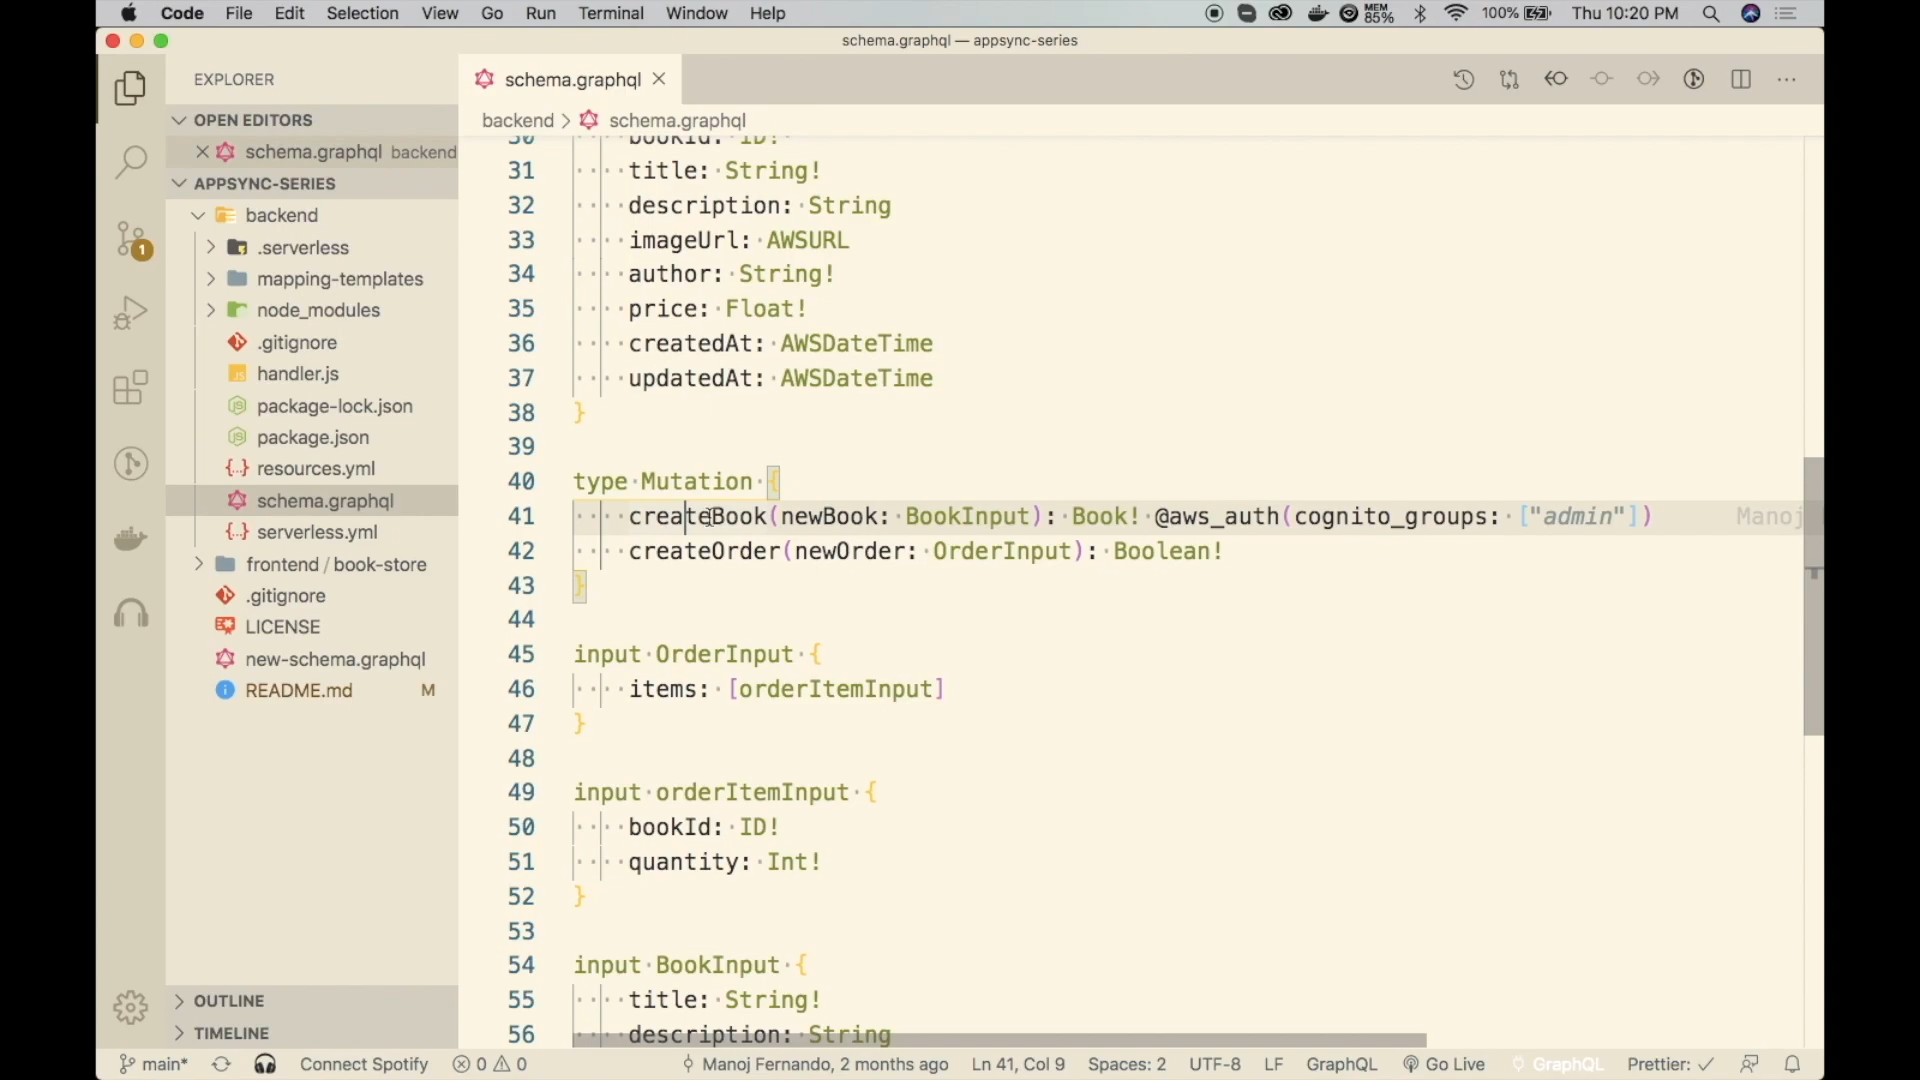 Code File Edit Selection View Go Run Terminal Window Help MEM 85% 100% Thu 10:20 PM
schema.graphql — appsync-series
EXPLORER
OPEN EDITORS
schema.graphql backend
APPSYNC-SERIES
backend
.serverless
mapping-templates
node_modules
.gitignore
handler.js
package-lock.json
package.json
resources.yml
schema.graphql
serverless.yml
frontend / book-store
.gitignore
LICENSE
new-schema.graphql
README.md M
OUTLINE
TIMELINE
1
schema.graphql
backend > schema.graphql
30 bookId: ID!
31 title: String!
32 description: String
33 imageUrl: AWSURL
34 author: String!
35 price: Float!
36 createdAt: AWSDateTime
37 updatedAt: AWSDateTime
38 }
39
40 type Mutation {
41 createBook(newBook: BookInput): Book! @aws_auth(cognito_groups: ["admin"]) Manoj
42 createOrder(newOrder: OrderInput): Boolean!
43 }
44
45 input OrderInput {
46 items: [orderItemInput]
47 }
48
49 input orderItemInput {
50 bookId: ID!
51 quantity: Int!
52 }
53
54 input BookInput {
55 title: String!
56 description: String
main* Connect Spotify 0 0 Manoj Fernando, 2 months ago Ln 41, Col 9 Spaces: 2 UTF-8 LF GraphQL Go Live GraphQL Prettier: ✓